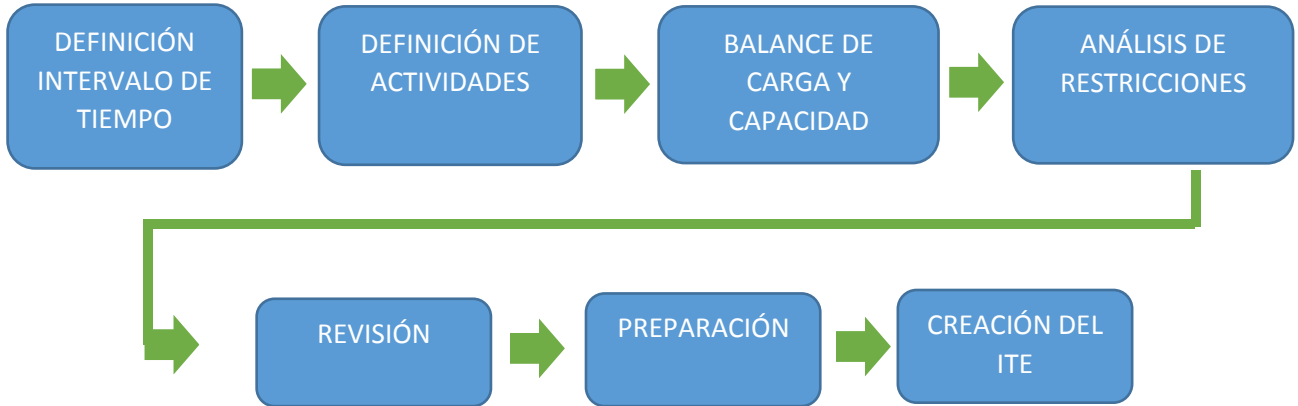 DEFINICIÓN
INTERVALO DE
TIEMPO
DEFINICIÓN DE
ACTIVIDADES
BALANCE DE
CARGA Y
CAPACIDAD
ANÁLISIS DE
RESTRICCIONES
REVISIÓN
PREPARACIÓN
CREACIÓN DEL
ITE